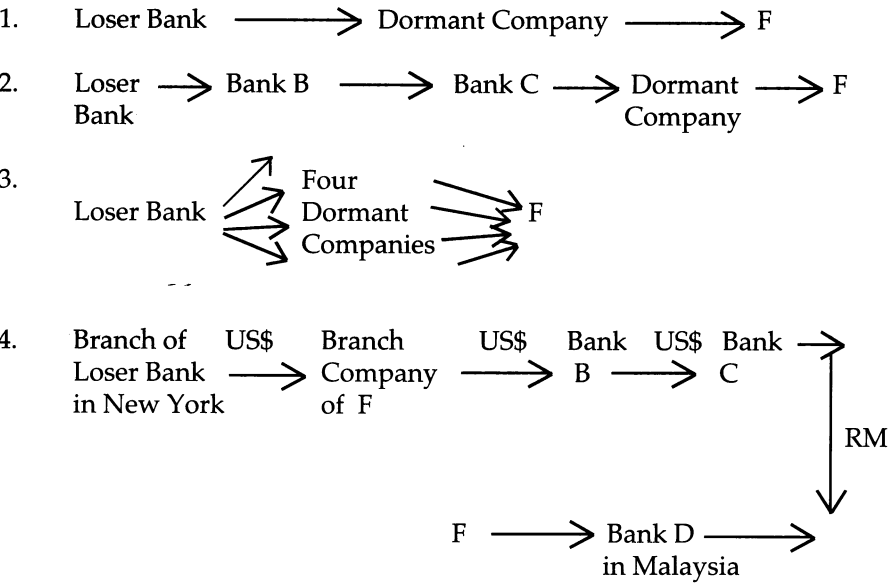 1. Loser Bank Dormant Company F
2. Loser Bank B Bank C Dormant F
Bank Company
3. Four
Loser Bank Dormant F
Companies
4. Branch of US$ Branch US$ Bank US$ Bank
Loser Bank Company B C
in New York of F
RM
F Bank D
in Malaysia